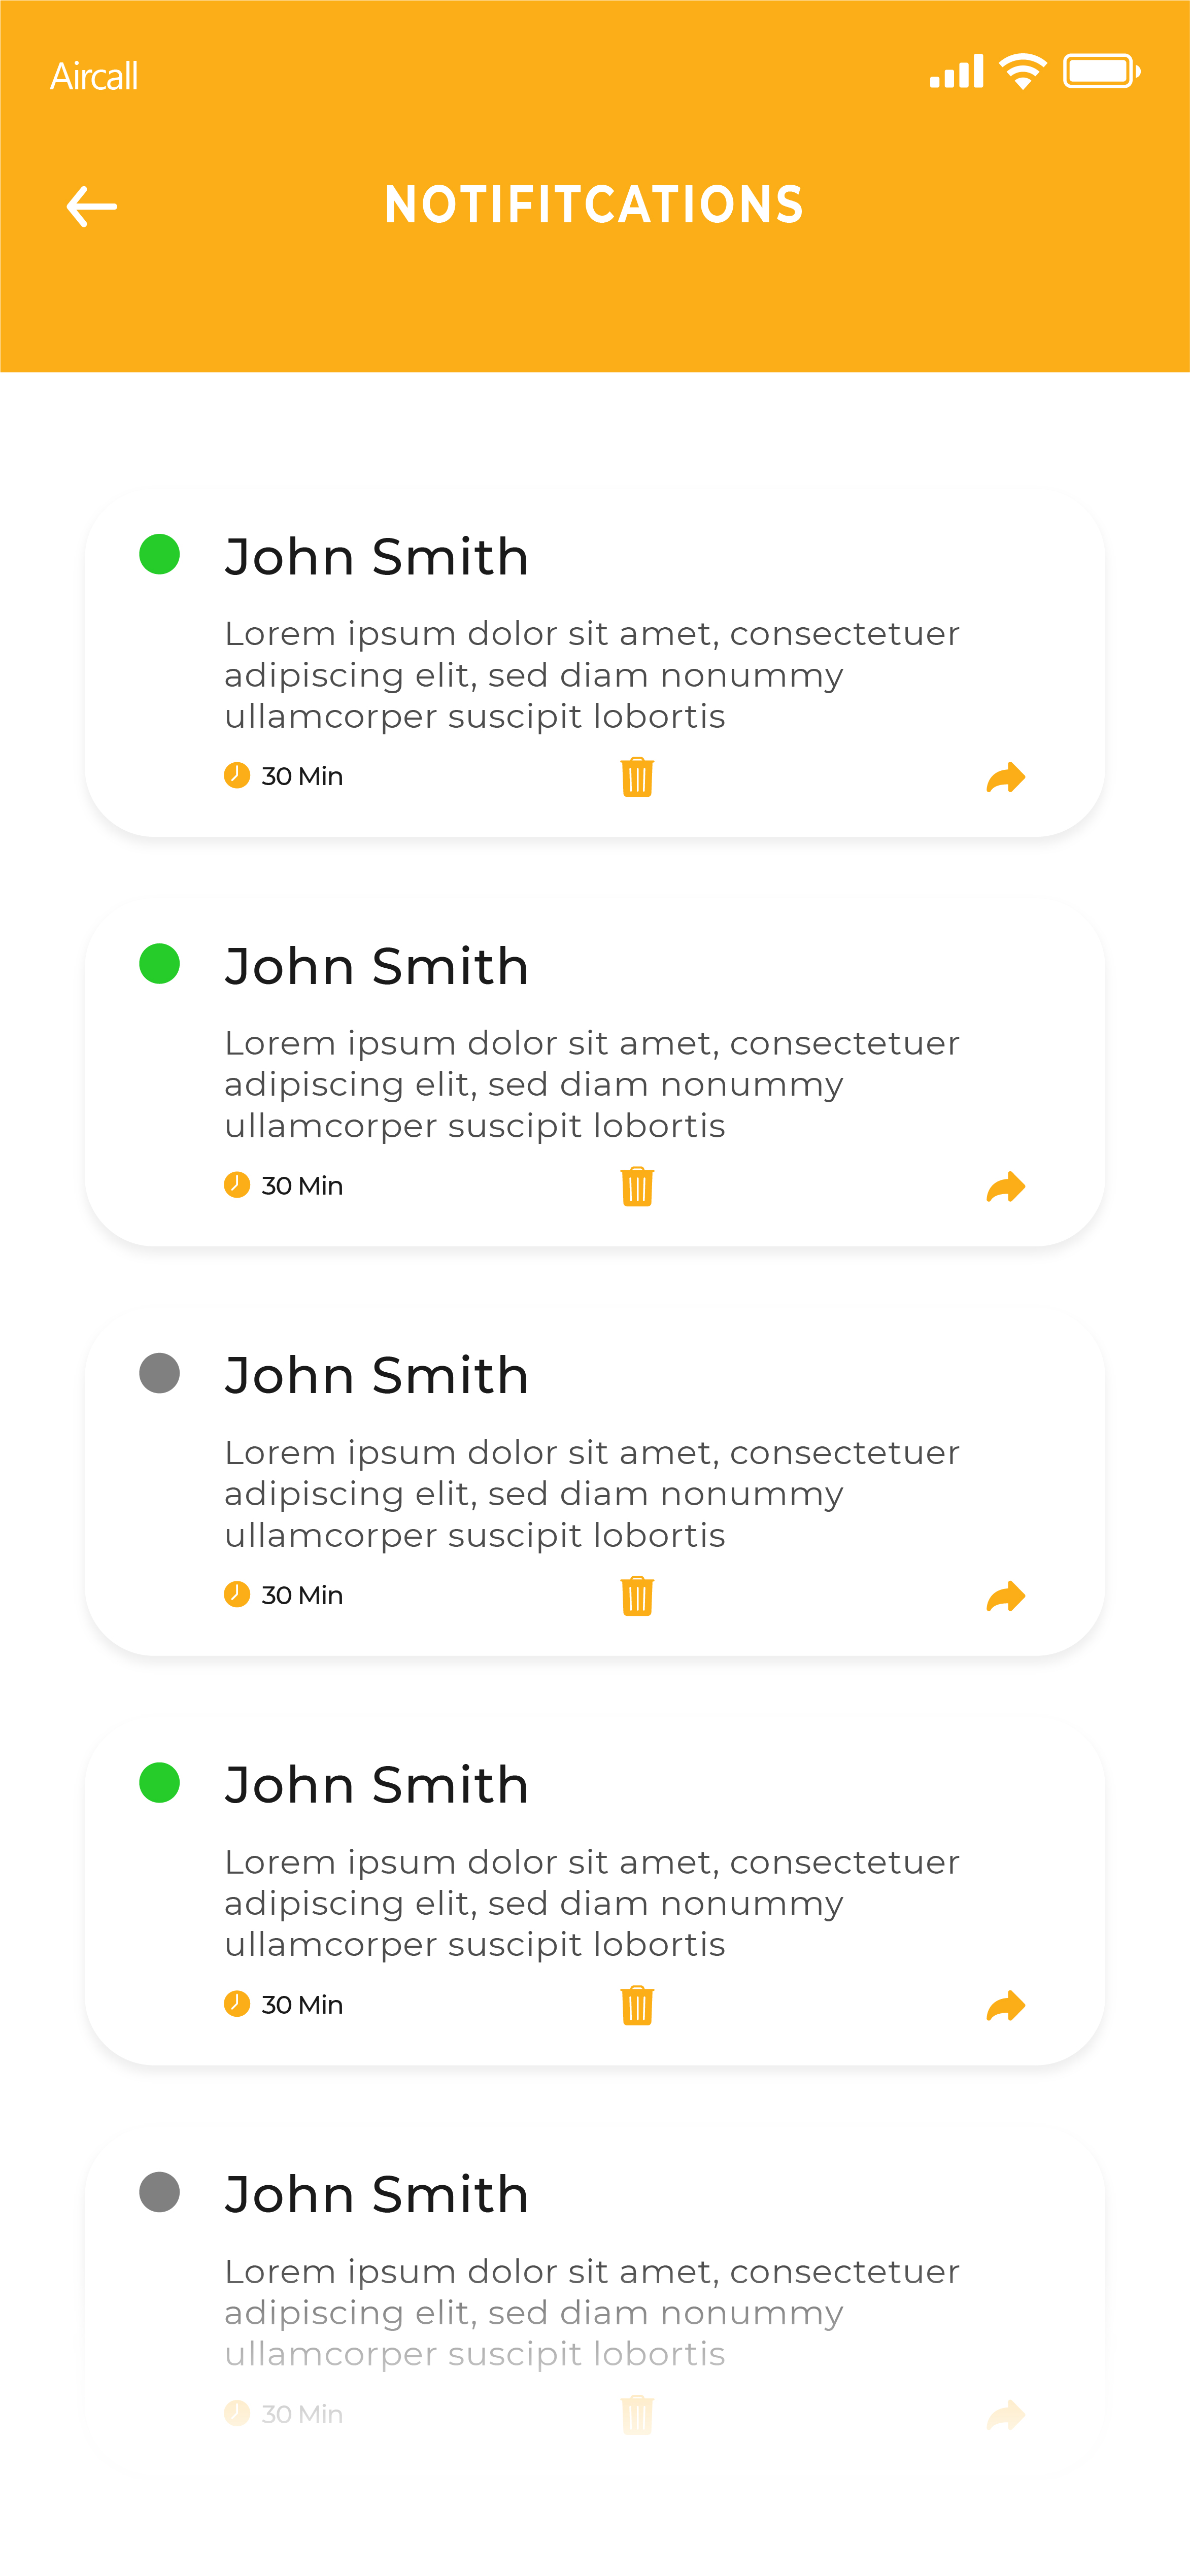 Aircall
NOTIFITCATIONS
John Smith
Lorem ipsum dolor sit amet, consectetuer
adipiscing elit, sed diam nonummy
ullamcorper suscipit lobortis
30 Min
John Smith
Lorem ipsum dolor sit amet, consectetuer
adipiscing elit, sed diam nonummy
ullamcorper suscipit lobortis
30 Min
John Smith
Lorem ipsum dolor sit amet, consectetuer
adipiscing elit, sed diam nonummy
ullamcorper suscipit lobortis
30 Min
John Smith
Lorem ipsum dolor sit amet, consectetuer
adipiscing elit, sed diam nonummy
ullamcorper suscipit lobortis
30 Min
John Smith
Lorem ipsum dolor sit amet, consectetuer
adipiscing elit, sed diam nonummy
ullamcorper suscipit lobortis
30 Min